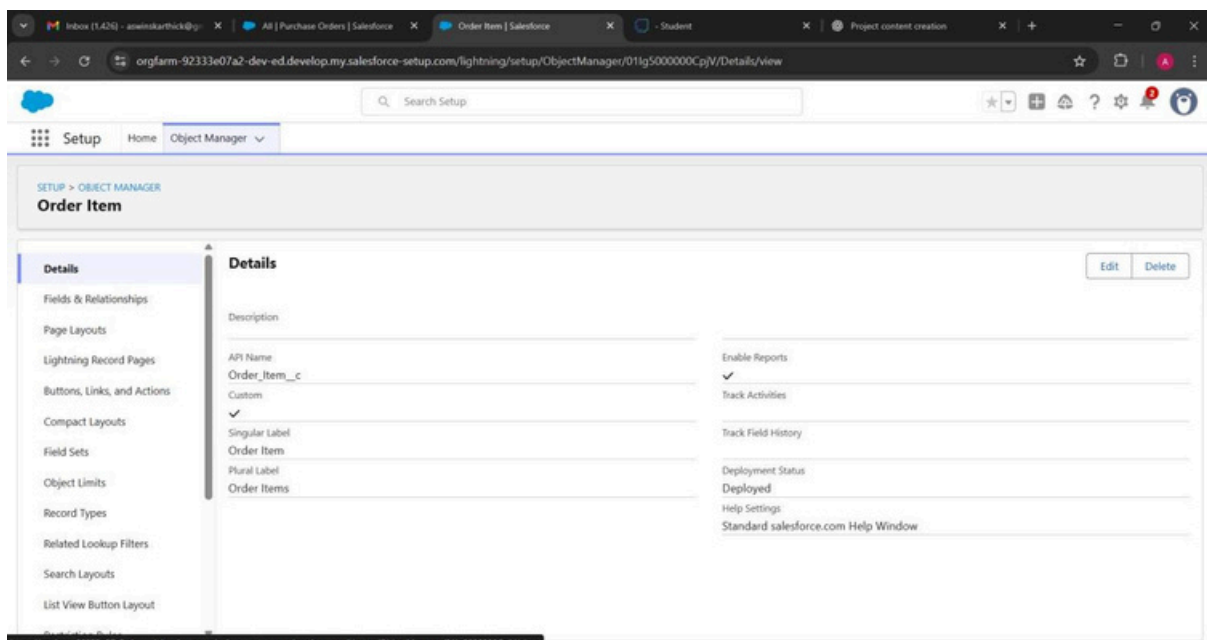 Inbox (1,426) - aswinskarthick@g
All | Purchase Orders | Salesforce
Order Item | Salesforce
- Student
Project content creation
orgfarm-92333e07a2-dev-ed.develop.my.salesforce-setup.com/lightning/setup/ObjectManager/01Ig5000000CpjV/Details/view
A
Search Setup
2
Setup
Home
Object Manager
SETUP > OBJECT MANAGER
Order Item
Details
Fields & Relationships
Page Layouts
Lightning Record Pages
Buttons, Links, and Actions
Compact Layouts
Field Sets
Object Limits
Record Types
Related Lookup Filters
Search Layouts
List View Button Layout
Details
Edit
Delete
Description
API Name
Order_Item__c
Custom
Singular Label
Order Item
Plural Label
Order Items
Enable Reports
Track Activities
Track Field History
Deployment Status
Deployed
Help Settings
Standard salesforce.com Help Window